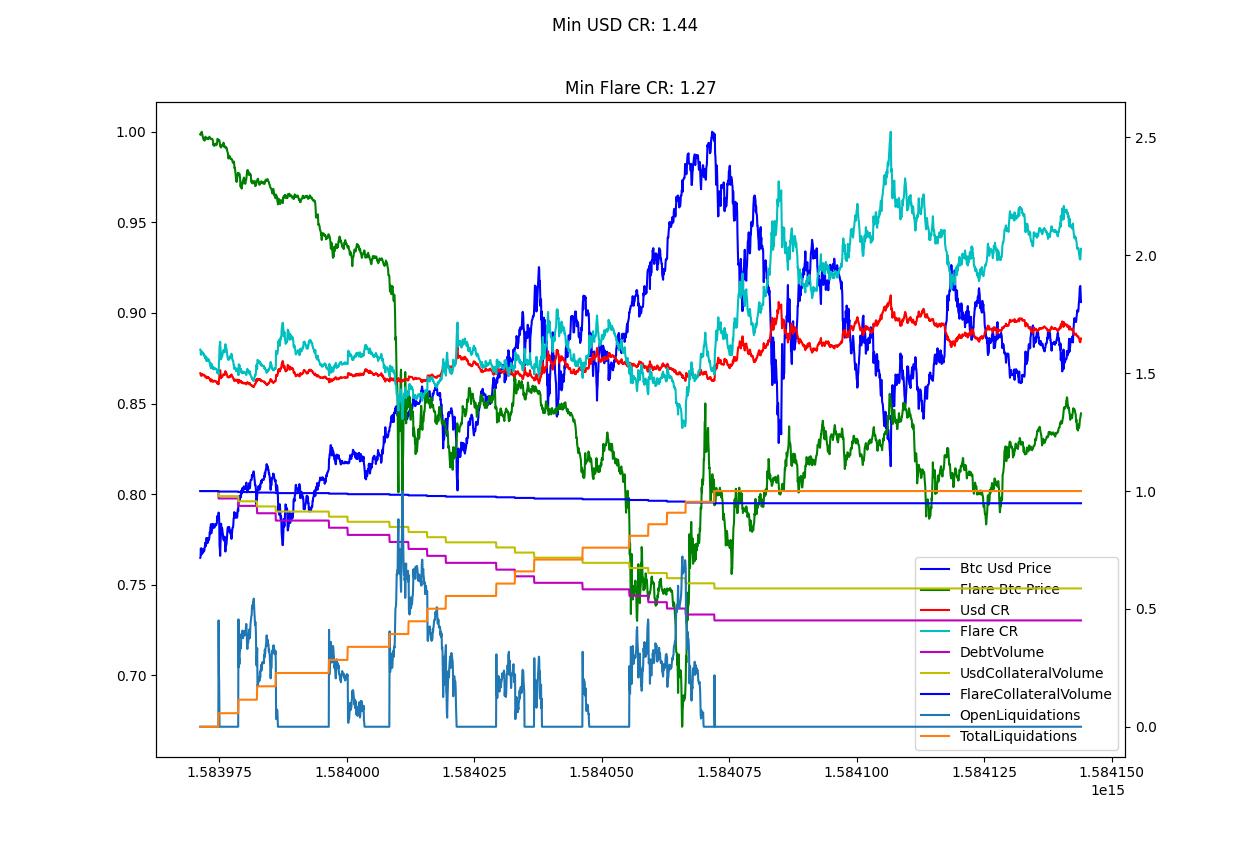 Min USD CR: 1.44
Min Flare CR: 1.27
1.00
0.95
0.90
0.85
0.80
0.75
0.70
2.5
2.0
1.5
1.0
0.5
0.0
Btc Usd Price
Flare Btc Price
Usd CR
Flare CR
DebtVolume
UsdCollateralVolume
FlareCollateralVolume
OpenLiquidations
TotalLiquidations
1.583975 1.584000 1.584025 1.584050 1.584075 1.584100 1.584125 1.584150
1e15